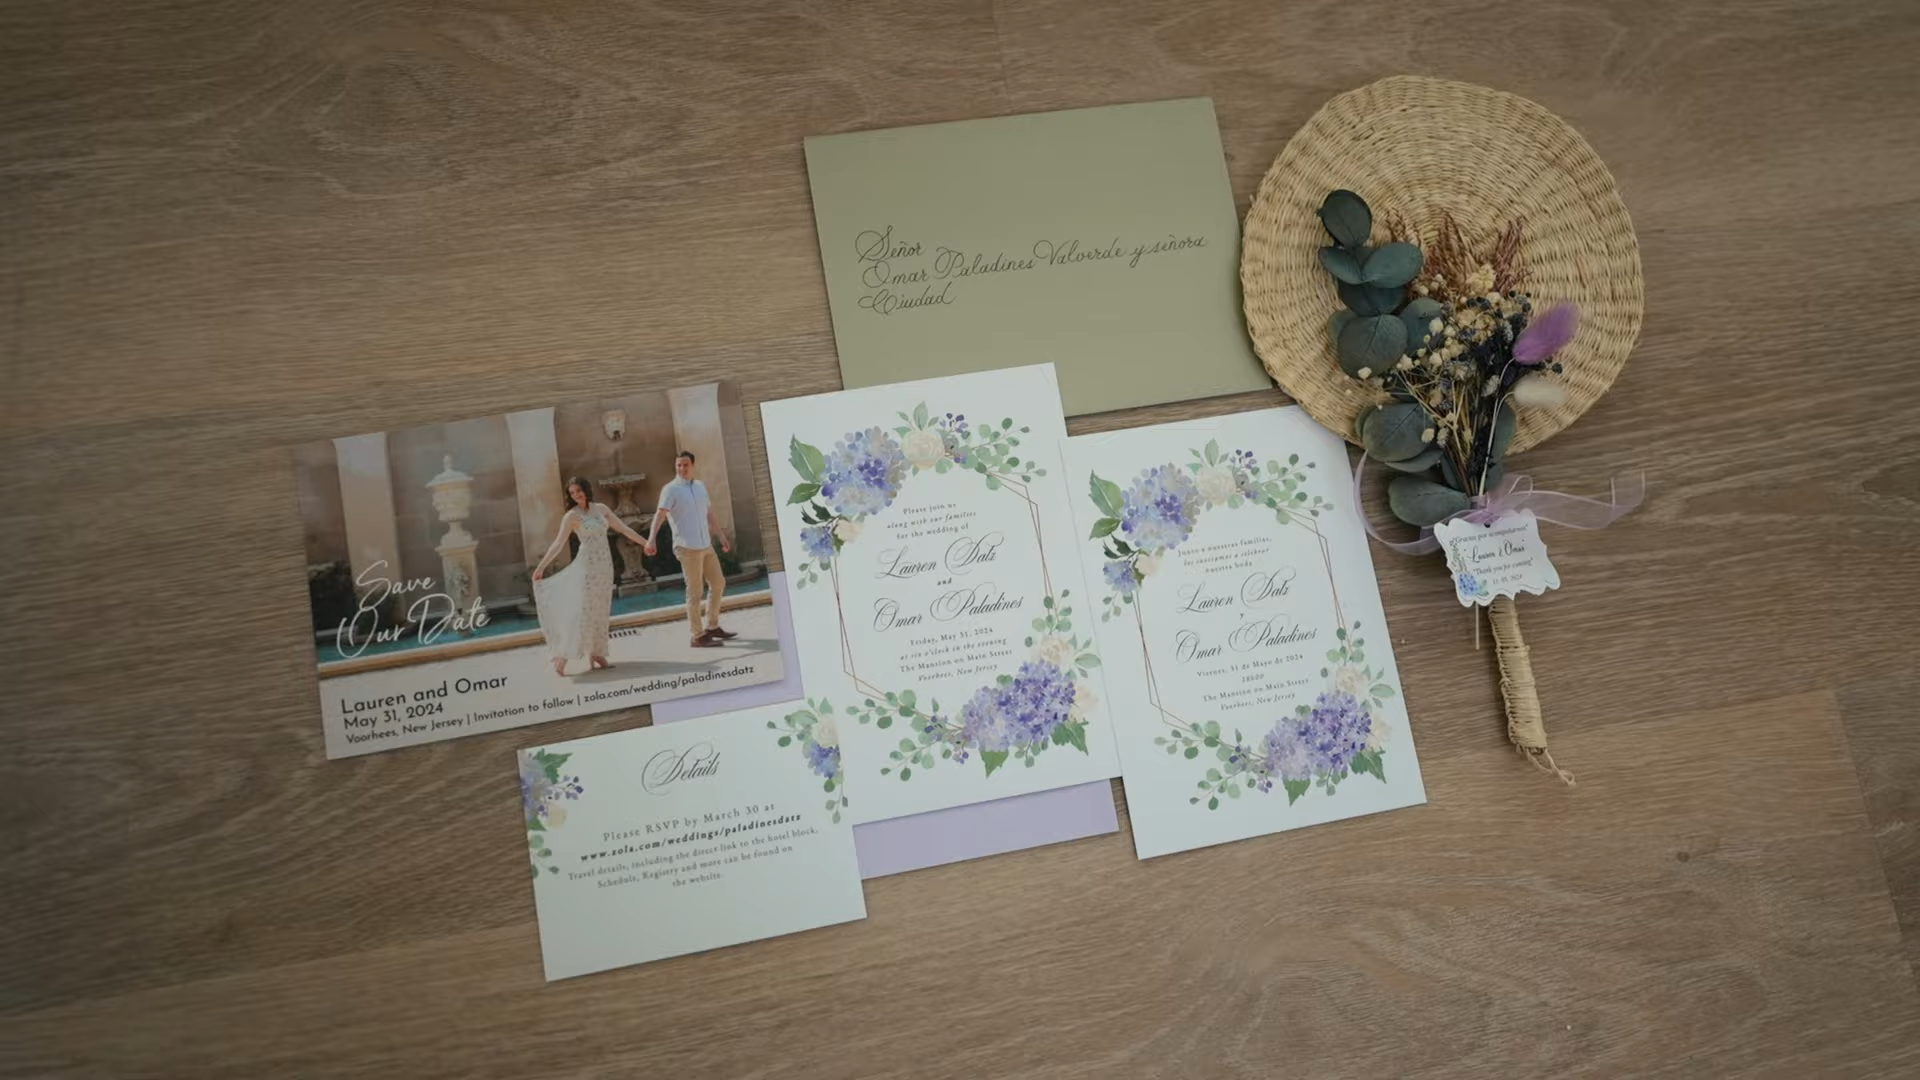 Señor
Omar Paladines Valverde y señora
Ciudad
Save
Our Date
Lauren and Omar
May 31, 2024
Voorhees, New Jersey | Invitation to follow | zola.com/wedding/paladinesdatz
Please join us
along with our families
for the wedding of
Lauren Datz
and
Omar Paladines
Friday, May 31, 2024
at six o'clock in the evening
The Mansion on Main Street
Voorhees, New Jersey
Junto a nuestras familias,
los invitamos a celebrar
nuestra boda
Lauren Datz
y
Omar Paladines
Viernes, 31 de Mayo de 2024
18h00
The Mansion on Main Street
Voorhees, New Jersey
Details
Please RSVP by March 30 at
www.zola.com/weddings/paladinesdatz
Travel details, including the direct link to the hotel block,
Schedule, Registry and more can be found on
the website.
Gracias por acompañarnos
Lauren & Omar
"Thank you for coming"
2024